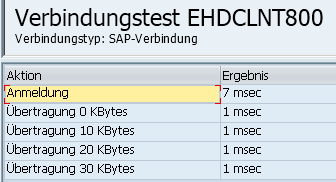 Verbindungstest EHDCLNT800
Verbindungstyp: SAP-Verbindung
Aktion Ergebnis
Anmeldung 7 msec
Übertragung 0 KBytes 1 msec
Übertragung 10 KBytes 1 msec
Übertragung 20 KBytes 1 msec
Übertragung 30 KBytes 1 msec